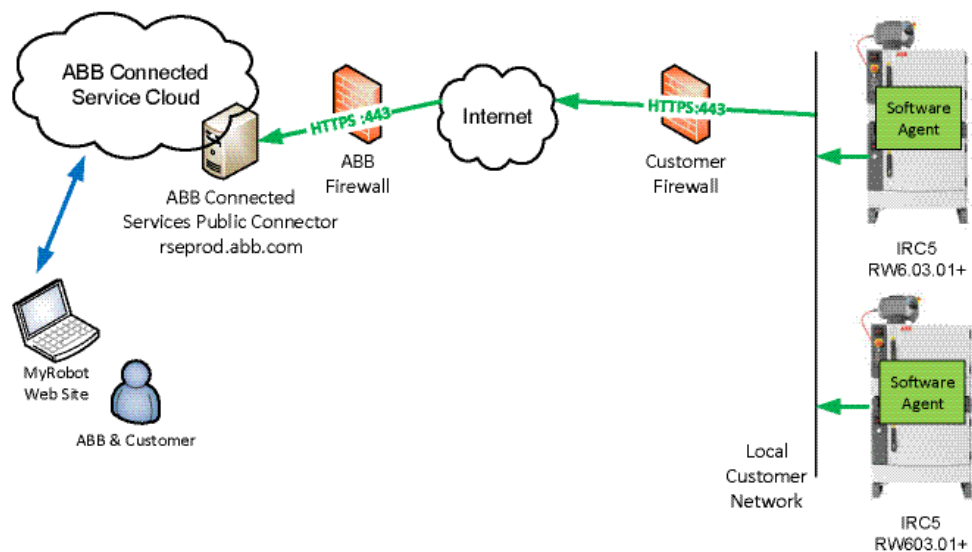 ABB Connected
Service Cloud
HTTPS :443
ABB
Firewall
Internet
HTTPS:443
Customer
Firewall
ABB
Software
Agent
ABB Connected
Services Public Connector
rseprod.abb.com
IRC5
RW6.03.01+
MyRobot
Web Site
ABB & Customer
ABB
Software
Agent
Local
Customer
Network
IRC5
RW603.01+